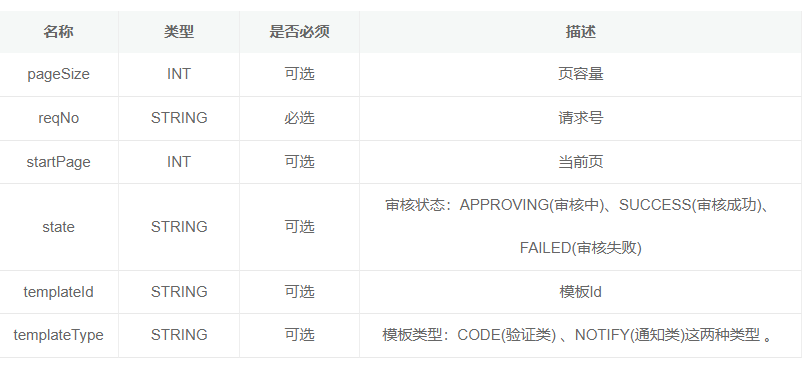 名称 类型 是否必须 描述
pageSize INT 可选 页容量
reqNo STRING 必选 请求号
startPage INT 可选 当前页
state STRING 可选 审核状态：APPROVING(审核中)、SUCCESS(审核成功)、
FAILED(审核失败)
templateId STRING 可选 模板Id
templateType STRING 可选 模板类型：CODE(验证类) 、NOTIFY(通知类)这两种类型 。